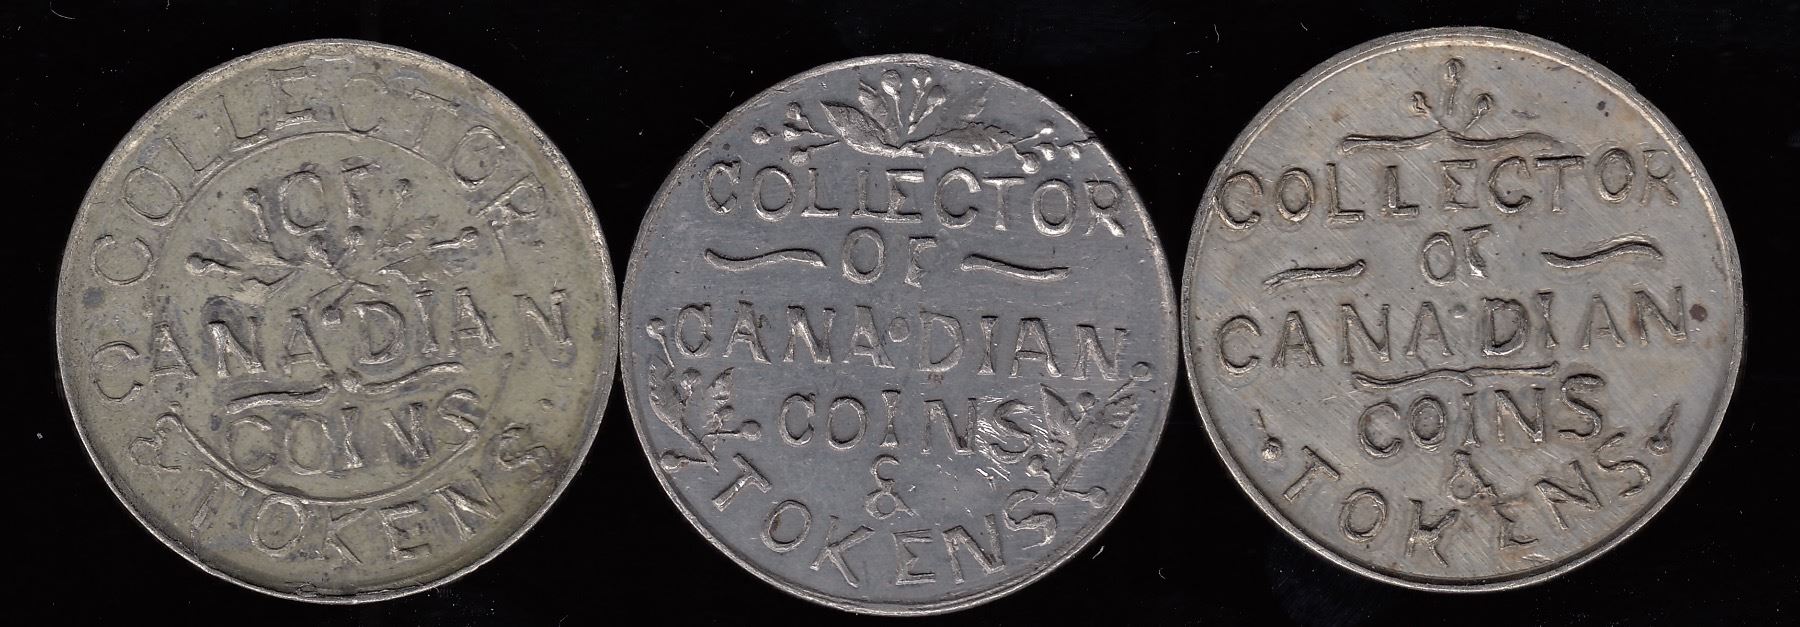 COLLECTOR
OF
CANADIAN
COINS
& TOKENS
COLLECTOR
OF
CANADIAN
COINS
&
TOKENS
COLLECTOR
OF
CANADIAN
COINS
&
TOKENS